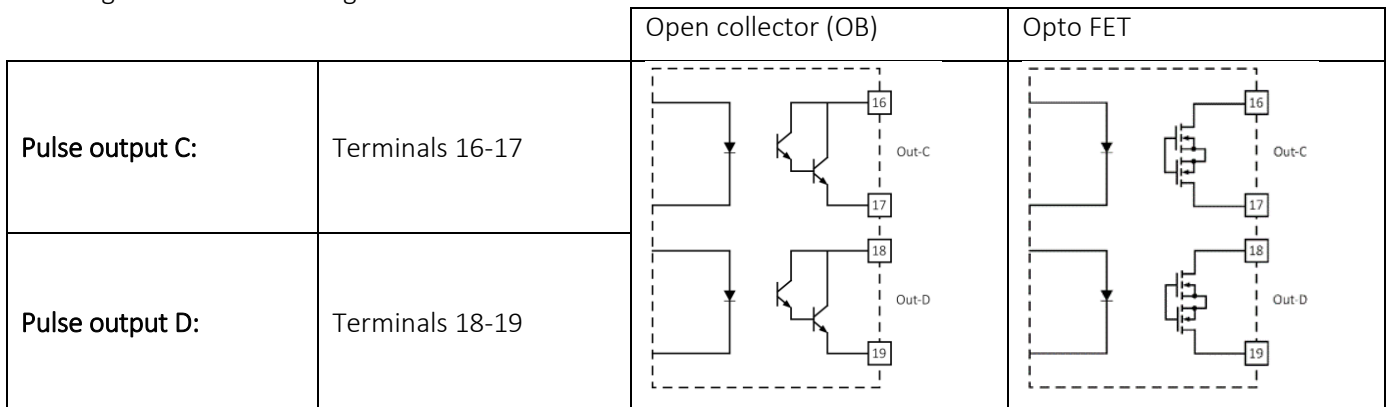 Open collector (OB)
Opto FET
Pulse output C:
Terminals 16-17
16
Out-C
17
18
Out-D
19
16
Out-C
17
18
Out-D
19
Pulse output D:
Terminals 18-19